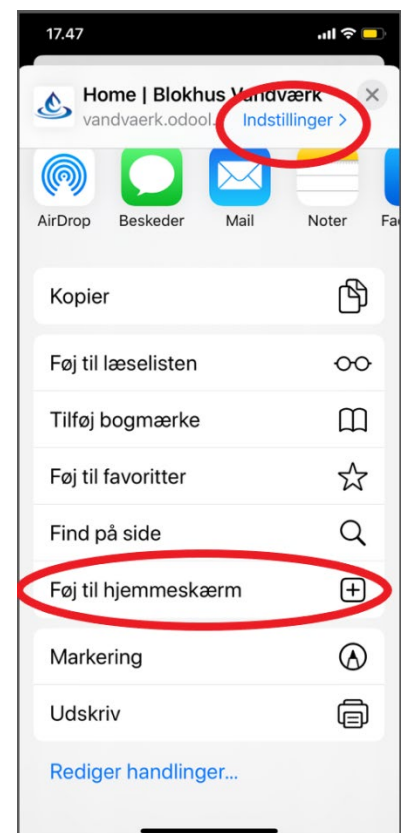 17.47
Home | Blokhus Vandværk
vandvaerk.odool. Indstillinger >
AirDrop Beskeder Mail Noter Fa
Kopier
Føj til læselisten
Tilføj bogmærke
Føj til favoritter
Find på side
Føj til hjemmeskærm
Markering
Udskriv
Rediger handlinger...